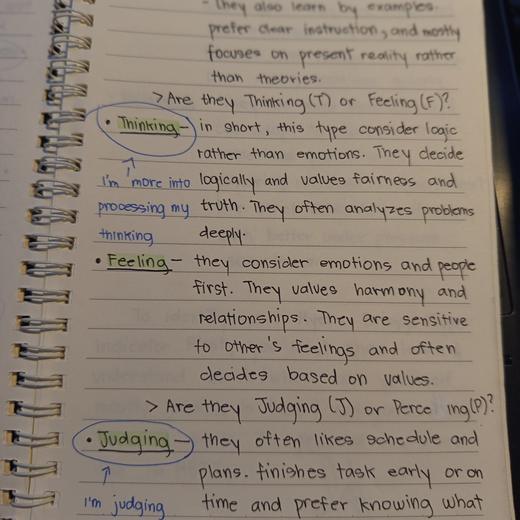 - They also learn by examples.
prefer clear instruction, and mostly
focuses on present reality rather
than theories.
> Are they Thinking (T) or Feeling (F)?
• Thinking – in short, this type consider logic
rather than emotions. They decide
I'm more into logically and values fairness and
processing my truth. They often analyzes problems
thinking deeply.
• Feeling – they consider emotions and people
first. They values harmony and
relationships. They are sensitive
to other's feelings and often
decides based on values.
> Are they Judging (J) or Perce ing (P)?
• Judging – they often likes schedule and
plans. finishes task early or on
I'm judging time and prefer knowing what